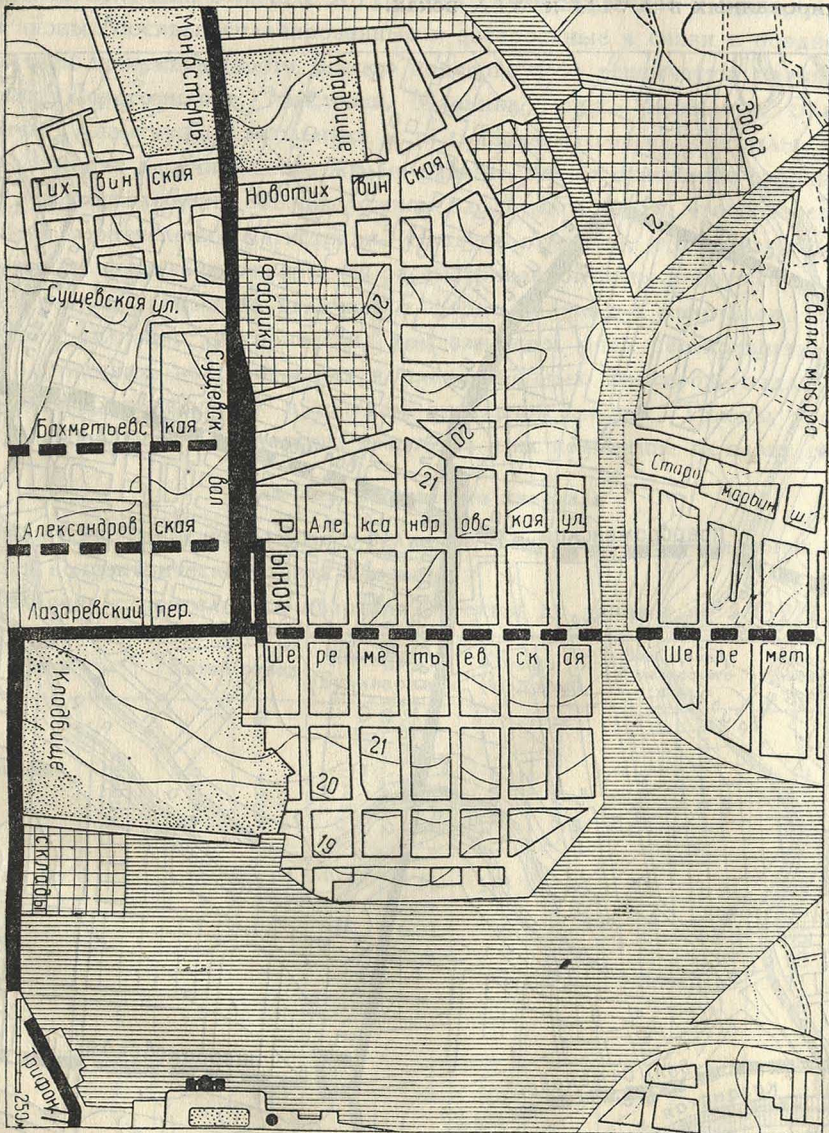 Монастырь
Кладбище
Завод
Тих- вин ская
Новотих вин ская
21
Сущевская ул.
Фабрика
20
Свалка мусора
Сущевск вал
Бахметьевс кая
20
21
Старо марьин ш.
Александров ская
Але кса ндр овс кая ул.
Рынок
Лазаревский пер.
Ше ре ме ть ев ск ая
Ше ре мет
Кладбище
21
20
19
склады
Трифон
250м